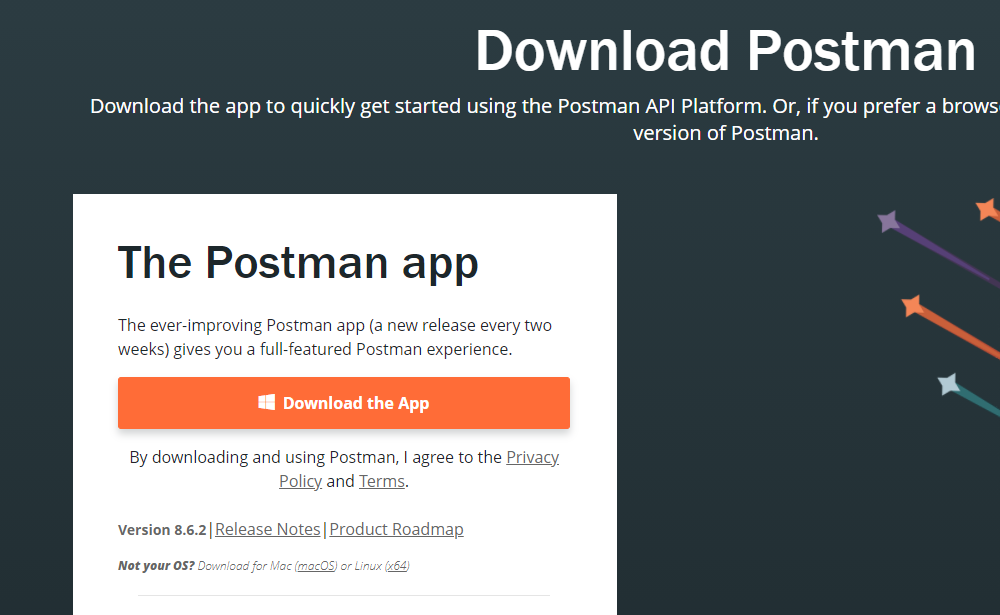 Download Postman
Download the app to quickly get started using the Postman API Platform. Or, if you prefer a
version of Postman.
The Postman app
The ever-improving Postman app (a new release every two
weeks) gives you a full-featured Postman experience.
Download the App
By downloading and using Postman, I agree to the Privacy
Policy and Terms.
Version 8.6.2|Release Notes|Product Roadmap
Not your OS? Download for Mac (macOS) or Linux (x64)